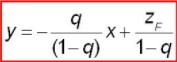 y = - q/(1-q) x + z_F/1-q